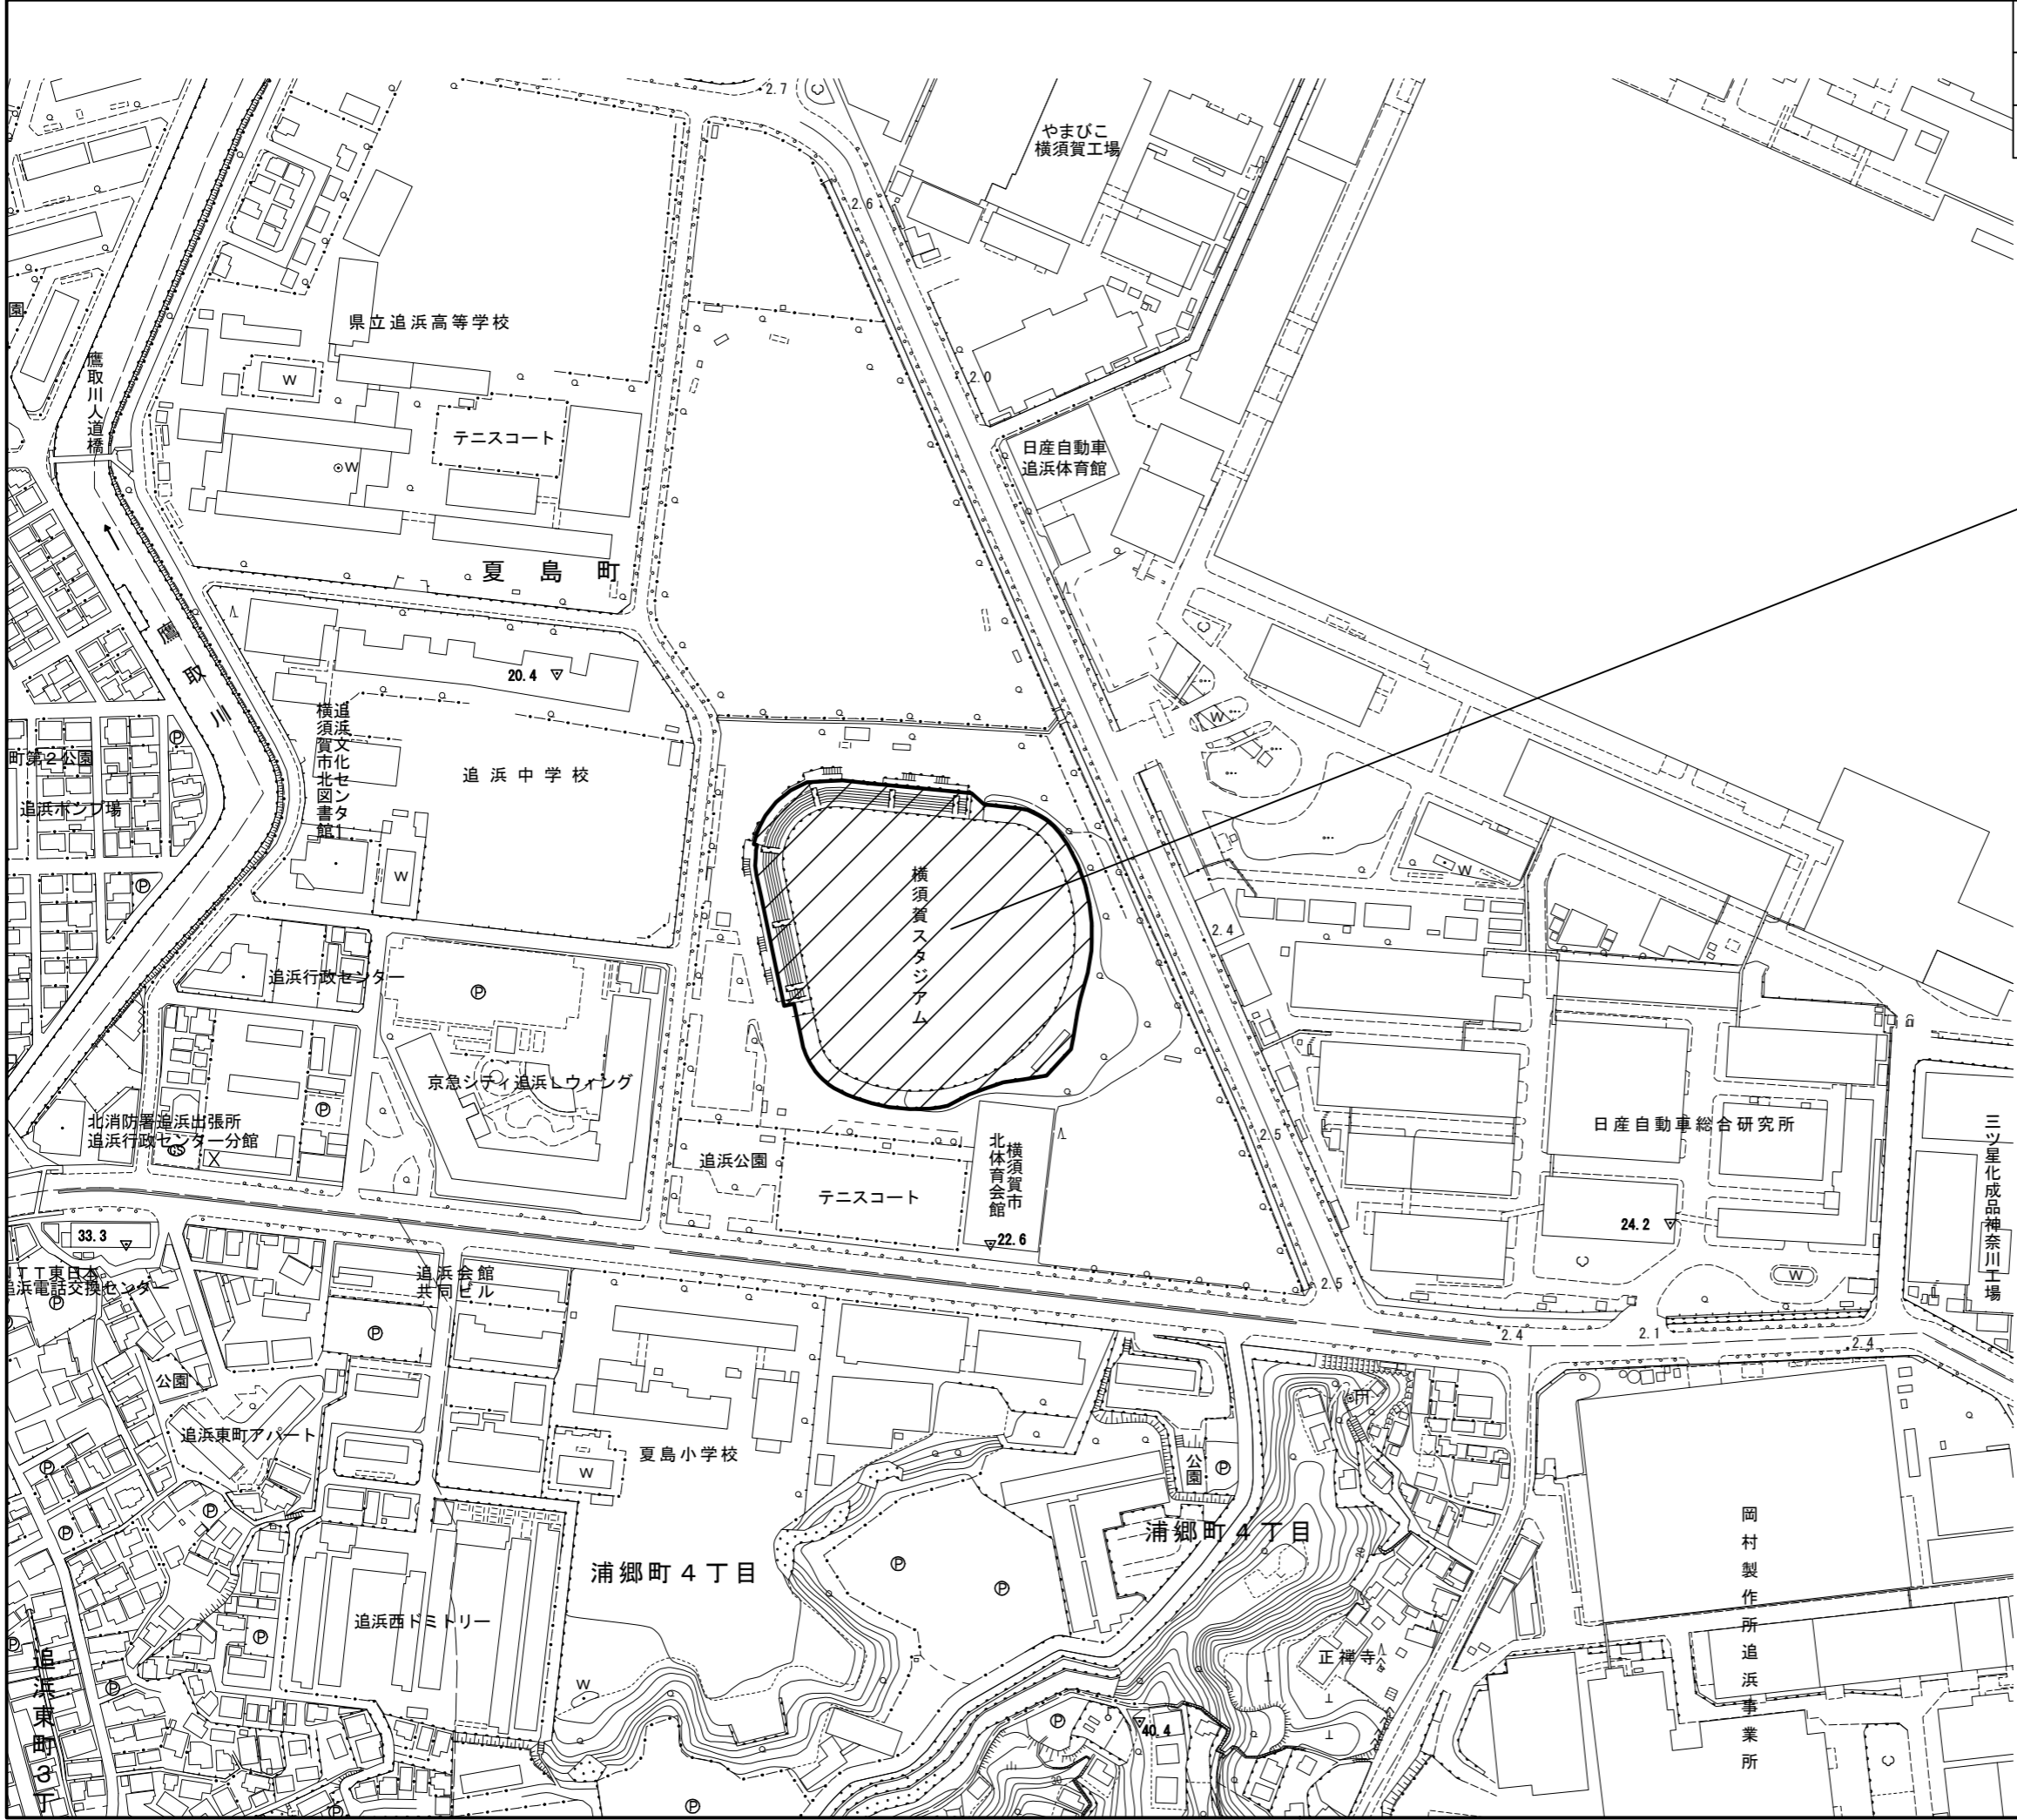 2.7
やまびこ
横須賀工場
2.6
園
県立追浜高等学校
鷹取川人道橋
W
2.0
テニスコート
日産自動車
追浜体育館
W
夏島町
鷹取川
20.4
追浜文化センター
横須賀市北図書館
町第2公園
P
追浜中学校
W
追浜ポンプ場
W
W
P
横須賀スタジアム
2.4
追浜行政センター
P
京急シティ追浜Lウィング
P
北消防署追浜出張所
追浜行政センター分館
GS
日産自動車総合研究所
三ツ星化成品神奈川工場
2.5
追浜公園
横須賀市
北体育会館
テニスコート
22.6
24.2
33.3
TT東日本
追浜電話交換センター
P
追浜会館
共同ビル
W
2.5
2.4
2.1
2.4
P
公園
追浜東町アパート
夏島小学校
W
公園
P
P
P
P
岡村製作所追浜事業所
浦郷町4丁目
20
浦郷町4丁目
P
P
追浜西ドミトリー
P
P
正禅寺
追浜東町3丁
W
P
P
40.4
30
P
P